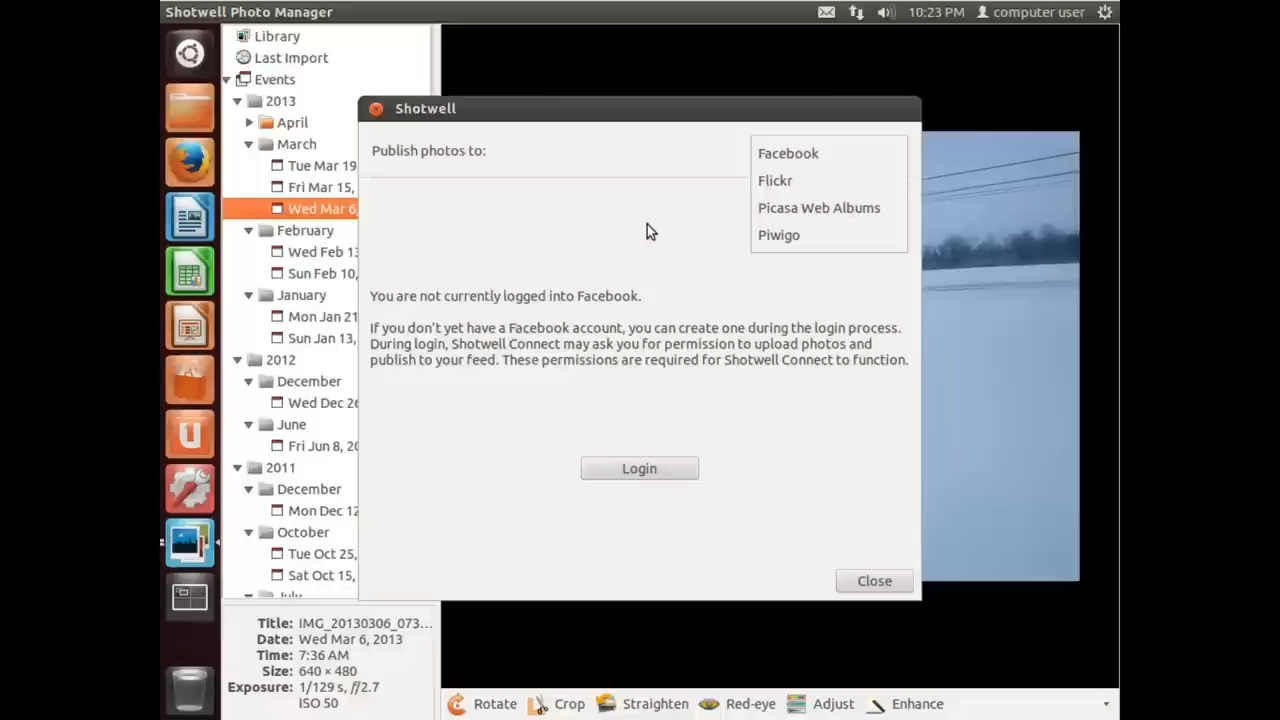 Shotwell Photo Manager
10:23 PM
computer user
Library
Last Import
Events
2013
April
March
Tue Mar 19
Fri Mar 15,
Wed Mar 6,
February
Wed Feb 13
Sun Feb 10,
January
Mon Jan 21
Sun Jan 13,
2012
December
Wed Dec 26
June
Fri Jun 8, 20
2011
December
Mon Dec 12
October
Tue Oct 25,
Sat Oct 15,
July
Title: IMG_20130306_073...
Date: Wed Mar 6, 2013
Time: 7:36 AM
Size: 640 × 480
Exposure: 1/129 s, f/2.7
ISO 50
Shotwell
Publish photos to:
Facebook
Flickr
Picasa Web Albums
Piwigo
You are not currently logged into Facebook.
If you don't yet have a Facebook account, you can create one during the login process.
During login, Shotwell Connect may ask you for permission to upload photos and
publish to your feed. These permissions are required for Shotwell Connect to function.
Login
Close
Rotate
Crop
Straighten
Red-eye
Adjust
Enhance